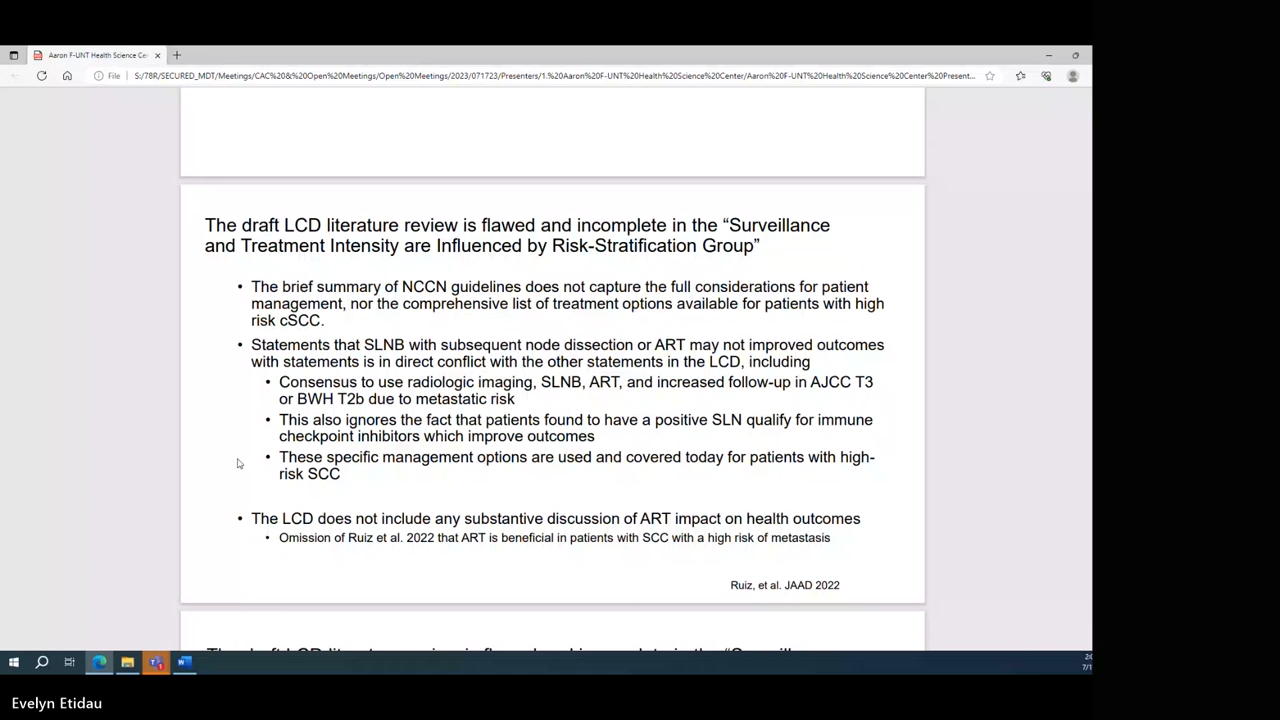 Aaron F-UNT Health Science Ce
File
S:/78R/SECURED_MDT/Meetings/CAC%20&%20Open%20Meetings/Open%20Meetings/2023/071723/Presenters/1.%20Aaron%20F-UNT%20Health%20Science%20Center/Aaron%20F-UNT%20Health%20Science%20Center%20Present...
The draft LCD literature review is flawed and incomplete in the “Surveillance
and Treatment Intensity are Influenced by Risk-Stratification Group”
• The brief summary of NCCN guidelines does not capture the full considerations for patient
management, nor the comprehensive list of treatment options available for patients with high
risk cSCC.
• Statements that SLNB with subsequent node dissection or ART may not improved outcomes
with statements is in direct conflict with the other statements in the LCD, including
• Consensus to use radiologic imaging, SLNB, ART, and increased follow-up in AJCC T3
or BWH T2b due to metastatic risk
• This also ignores the fact that patients found to have a positive SLN qualify for immune
checkpoint inhibitors which improve outcomes
• These specific management options are used and covered today for patients with high-
risk SCC
• The LCD does not include any substantive discussion of ART impact on health outcomes
• Omission of Ruiz et al. 2022 that ART is beneficial in patients with SCC with a high risk of metastasis
Ruiz, et al. JAAD 2022
Evelyn Etidau